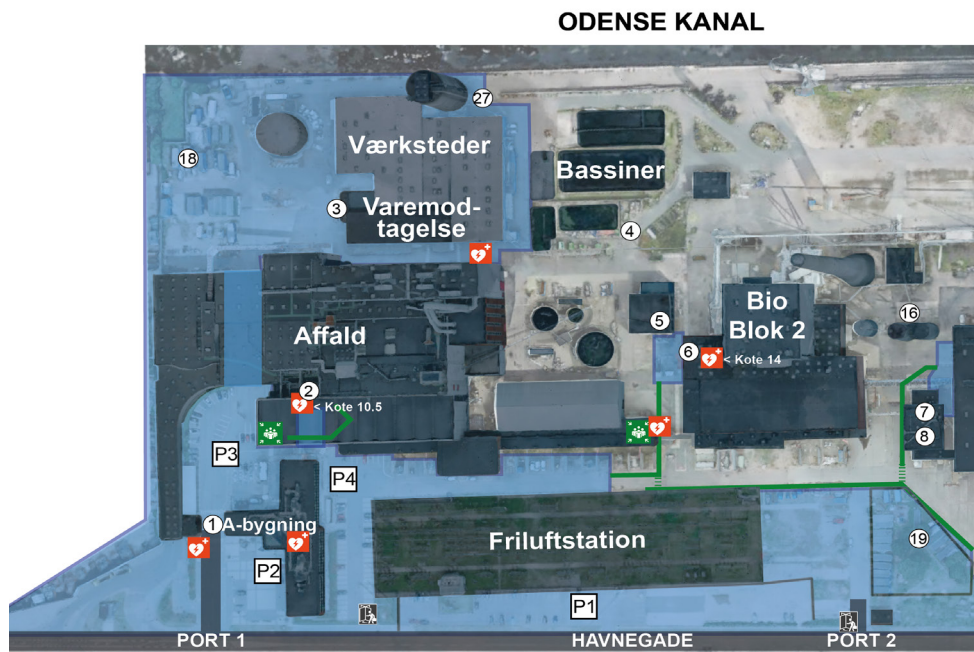 ODENSE KANAL
27
Værksteder
18
Bassiner
3
Varemod-
tagelse
4
Bio
Blok 2
5
16
Affald
6
< Kote 14
2
< Kote 10.5
7
8
P3
P4
1
A-bygning
Friluftstation
19
P2
P1
PORT 1
HAVNEGADE
PORT 2